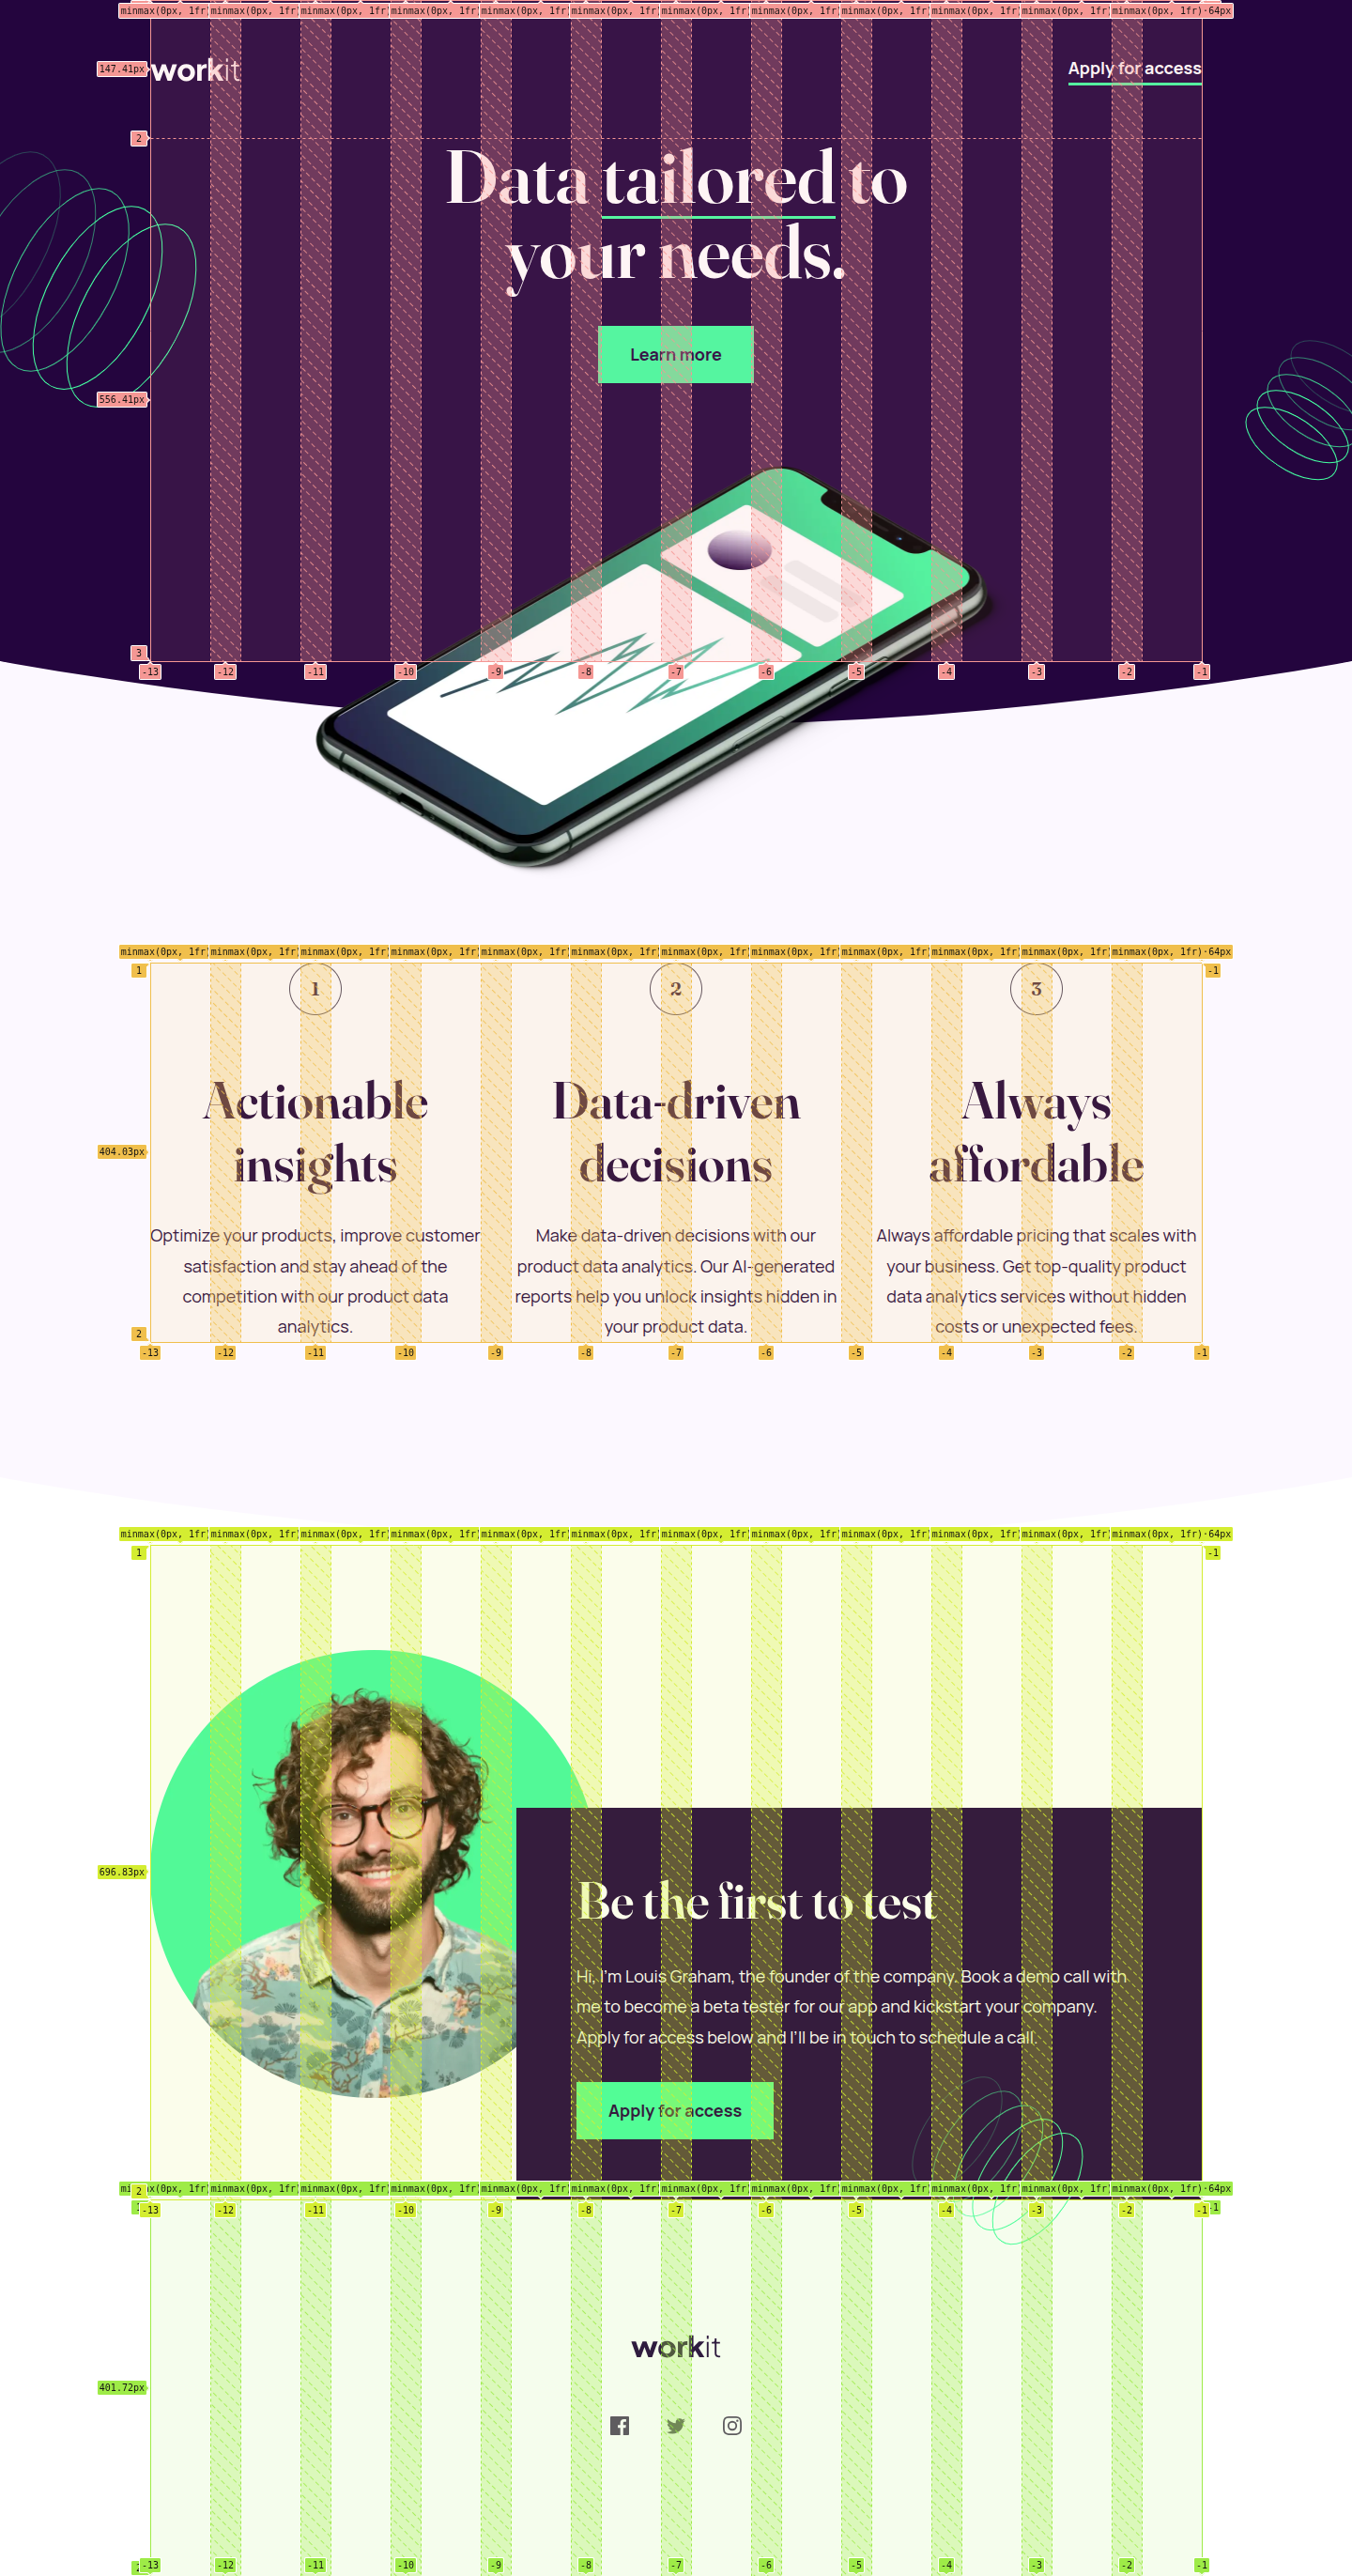 minmax(0px, 1fr) minmax(0px, 1fr) minmax(0px, 1fr) minmax(0px, 1fr) minmax(0px, 1fr) minmax(0px, 1fr) minmax(0px, 1fr) minmax(0px, 1fr) minmax(0px, 1fr) minmax(0px, 1fr) minmax(0px, 1fr) minmax(0px, 1fr)·64px
147.41px
workit
Apply for access
2
Data tailored to
your needs.
Learn more
556.41px
3
-13 -12 -11 -10 -9 -8 -7 -6 -5 -4 -3 -2 -1
minmax(0px, 1fr) minmax(0px, 1fr) minmax(0px, 1fr) minmax(0px, 1fr) minmax(0px, 1fr) minmax(0px, 1fr) minmax(0px, 1fr) minmax(0px, 1fr) minmax(0px, 1fr) minmax(0px, 1fr) minmax(0px, 1fr) minmax(0px, 1fr)·64px
1 -1
404.03px
1
Actionable
insights
Optimize your products, improve customer
satisfaction and stay ahead of the
competition with our product data
analytics.
2
Data-driven
decisions
Make data-driven decisions with our
product data analytics. Our AI-generated
reports help you unlock insights hidden in
your product data.
3
Always
affordable
Always affordable pricing that scales with
your business. Get top-quality product
data analytics services without hidden
costs or unexpected fees.
2
-13 -12 -11 -10 -9 -8 -7 -6 -5 -4 -3 -2 -1
minmax(0px, 1fr) minmax(0px, 1fr) minmax(0px, 1fr) minmax(0px, 1fr) minmax(0px, 1fr) minmax(0px, 1fr) minmax(0px, 1fr) minmax(0px, 1fr) minmax(0px, 1fr) minmax(0px, 1fr) minmax(0px, 1fr) minmax(0px, 1fr)·64px
1 -1
696.83px
Be the first to test
Hi, I'm Louis Graham, the founder of the company. Book a demo call with
me to become a beta tester for our app and kickstart your company.
Apply for access below and I'll be in touch to schedule a call.
Apply for access
2 minmax(0px, 1fr) minmax(0px, 1fr) minmax(0px, 1fr) minmax(0px, 1fr) minmax(0px, 1fr) minmax(0px, 1fr) minmax(0px, 1fr) minmax(0px, 1fr) minmax(0px, 1fr) minmax(0px, 1fr) minmax(0px, 1fr)·64px
-13 -12 -11 -10 -9 -8 -7 -6 -5 -4 -3 -2 -1
workit
401.72px
-13 -12 -11 -10 -9 -8 -7 -6 -5 -4 -3 -2 -1